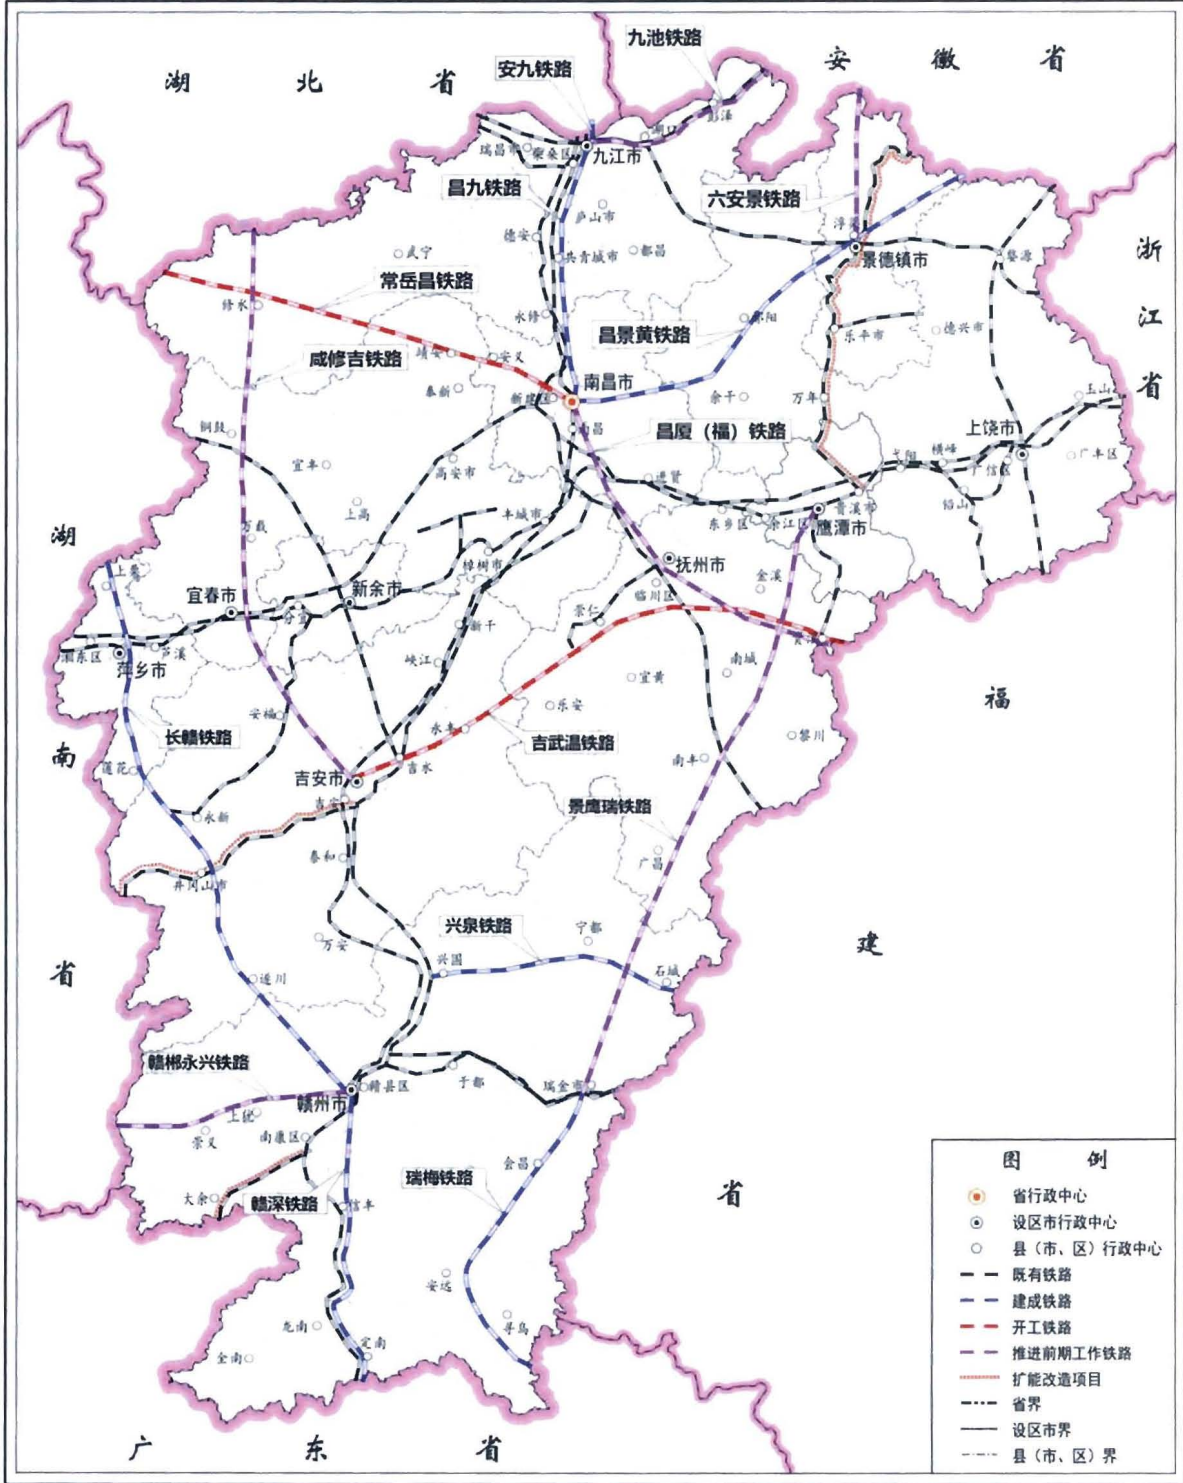 湖 北 省
安 徽 省
九池铁路
安九铁路
彭泽
湖口
瑞昌市
柴桑区
九江市
昌九铁路
六安景铁路
庐山市
浮梁
浙江省
德安
武宁
共青城市
都昌
景德镇市
婺源
常岳昌铁路
修水
永修
昌景黄铁路
鄱阳
乐平市
德兴市
咸修吉铁路
靖安
安义
南昌市
奉新
新建区
余干
万年
玉山
铜鼓
南昌
昌厦（福）铁路
上饶市
宜丰
高安市
进贤
弋阳
横峰
广信区
广丰区
上高
丰城市
东乡区
余江区
贵溪市
铅山
鹰潭市
湖南省
万载
樟树市
抚州市
上栗
宜春市
新余市
临川区
金溪
分宜
新干
崇仁
湘东区
芦溪
萍乡市
峡江
宜黄
南城
福建省
长赣铁路
安福
永丰
乐安
吉武温铁路
黎川
莲花
吉安市
吉水
南丰
吉安
景鹰瑞铁路
永新
泰和
广昌
井冈山市
兴泉铁路
宁都
万安
兴国
石城
遂川
赣郴永兴铁路
赣县区
于都
瑞金市
赣州市
上犹
崇义
南康区
会昌
瑞梅铁路
大余
赣深铁路
信丰
安远
龙南
寻乌
全南
定南
广 东 省
图 例
省行政中心
设区市行政中心
县（市、区）行政中心
既有铁路
建成铁路
开工铁路
推进前期工作铁路
扩能改造项目
省界
设区市界
县（市、区）界